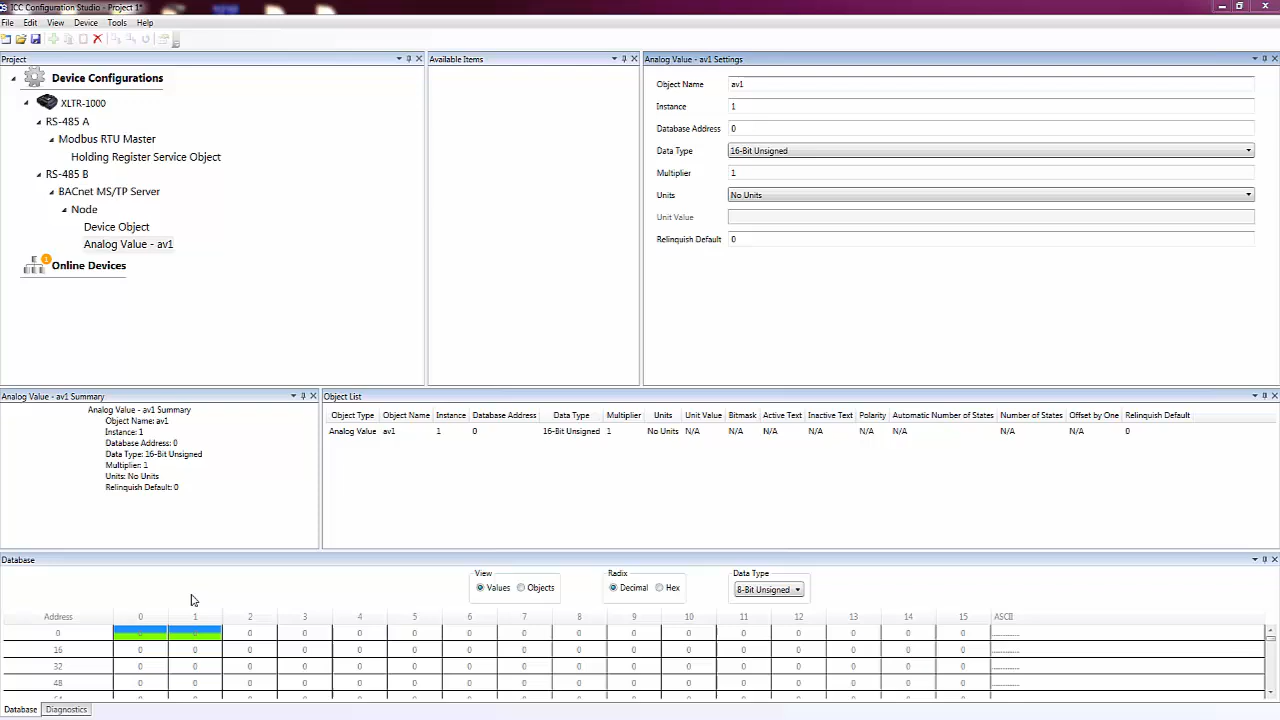 ICC Configuration Studio - Project 1*
File Edit View Device Tools Help
Project
Device Configurations
XLTR-1000
RS-485 A
Modbus RTU Master
Holding Register Service Object
RS-485 B
BACnet MS/TP Server
Node
Device Object
Analog Value - av1
1
Online Devices
Available Items
Analog Value - av1 Settings
Object Name av1
Instance 1
Database Address 0
Data Type 16-Bit Unsigned
Multiplier 1
Units No Units
Unit Value
Relinquish Default 0
Analog Value - av1 Summary
Analog Value - av1 Summary
Object Name: av1
Instance: 1
Database Address: 0
Data Type: 16-Bit Unsigned
Multiplier: 1
Units: No Units
Relinquish Default: 0
Object List
Object Type Object Name Instance Database Address Data Type Multiplier Units Unit Value Bitmask Active Text Inactive Text Polarity Automatic Number of States Number of States Offset by One Relinquish Default
Analog Value av1 1 0 16-Bit Unsigned 1 No Units N/A N/A N/A N/A N/A N/A N/A N/A 0
Database
View Radix Data Type
Values Objects Decimal Hex 8-Bit Unsigned
Address 0 1 2 3 4 5 6 7 8 9 10 11 12 13 14 15 ASCII
0 0 0 0 0 0 0 0 0 0 0 0 0 0 0 0 0 ................
16 0 0 0 0 0 0 0 0 0 0 0 0 0 0 0 0 ................
32 0 0 0 0 0 0 0 0 0 0 0 0 0 0 0 0 ................
48 0 0 0 0 0 0 0 0 0 0 0 0 0 0 0 0 ................
Database Diagnostics